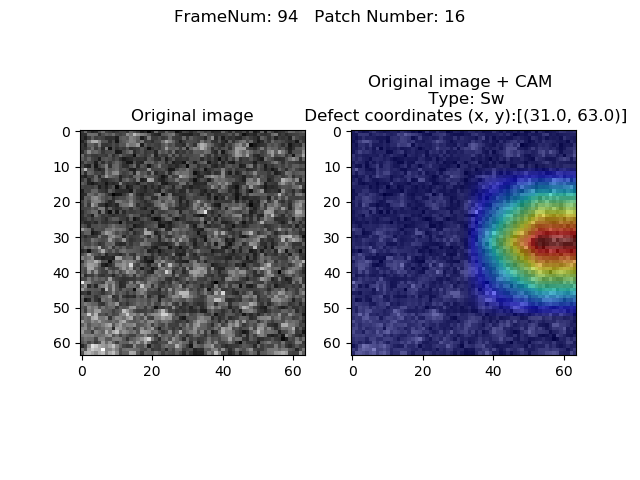 FrameNum: 94   Patch Number: 16
Original image
0
10
20
30
40
50
60
0 20 40 60
Original image + CAM
Type: Sw
Defect coordinates (x, y):[(31.0, 63.0)]
0
10
20
30
40
50
60
0 20 40 60